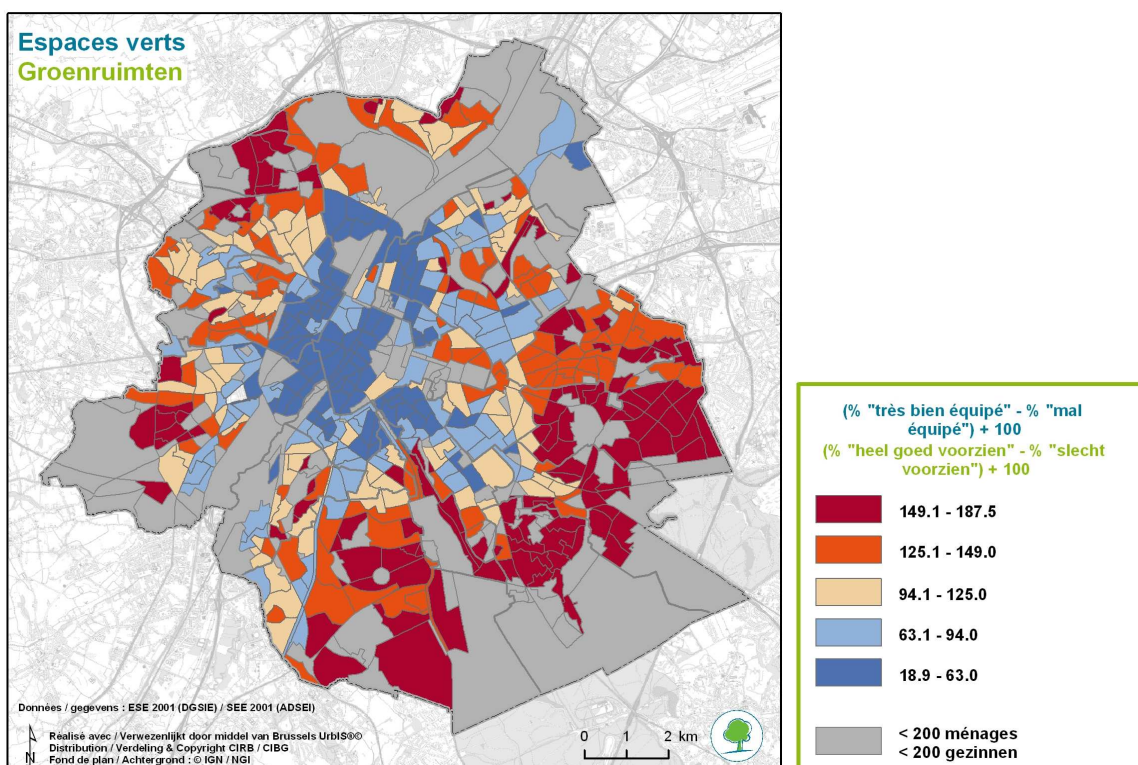 Espaces verts
Groenruimten
Données / gegevens : ESE 2001 (DGSIE) / SEE 2001 (ADSEI)
N
Réalisé avec / Verwezenlijkt door middel van Brussels UrbIS®©
Distribution / Verdeling & Copyright CIRB / CIBG
Fond de plan / Achtergrond : © IGN / NGI
0 1 2 km
(% "très bien équipé" - % "mal
équipé") + 100
(% "heel goed voorzien" - % "slecht
voorzien") + 100
149.1 - 187.5
125.1 - 149.0
94.1 - 125.0
63.1 - 94.0
18.9 - 63.0
< 200 ménages
< 200 gezinnen